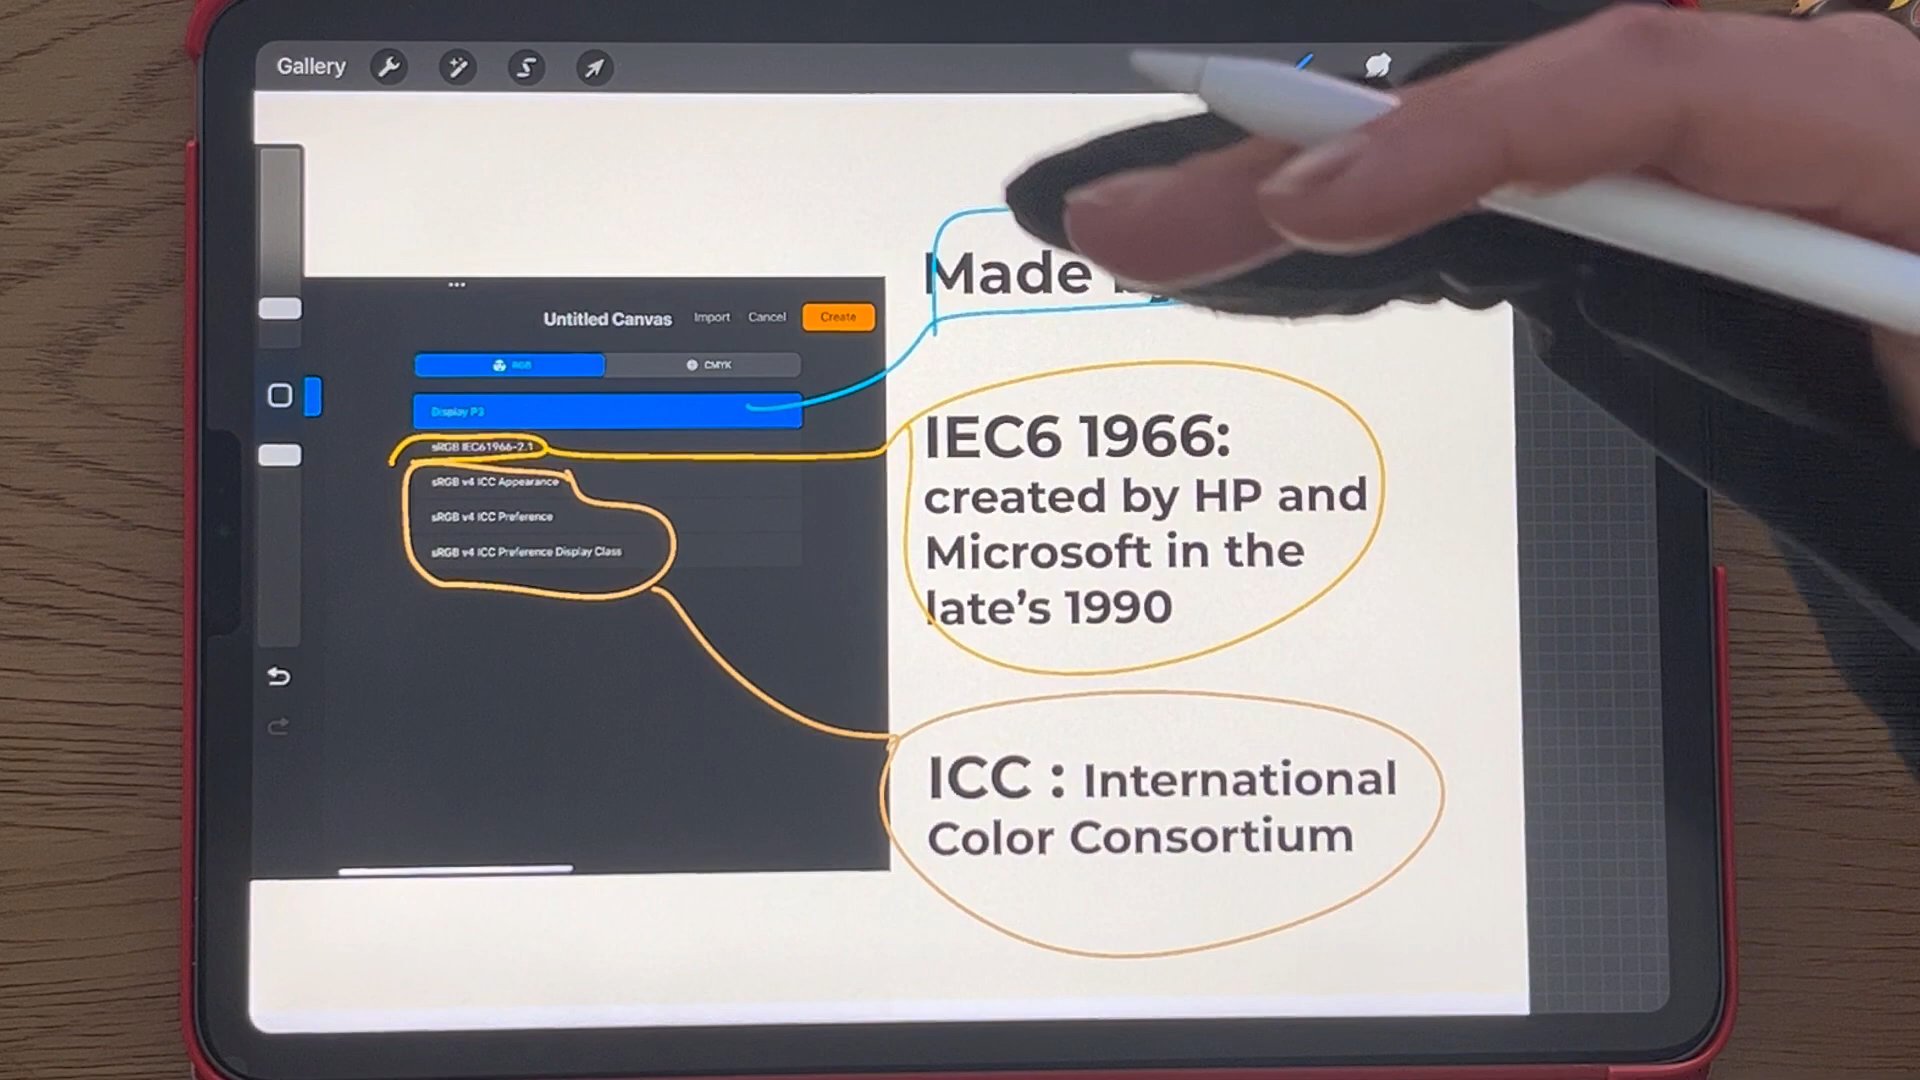 Gallery
Made
Untitled Canvas Import Cancel Create
RGB CMYK
Display P3
sRGB IEC61966-2.1
sRGB v4 ICC Appearance
sRGB v4 ICC Preference
sRGB v4 ICC Preference Display Class
IEC6 1966:
created by HP and
Microsoft in the
late’s 1990
ICC : International
Color Consortium